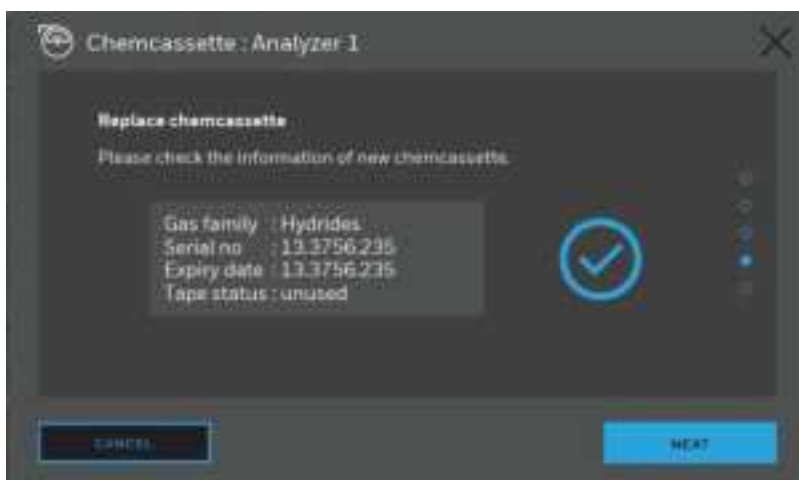 Chemcassette : Analyzer 1
Replace chemcassette
Please check the information of new chemcassette.
Gas family : Hydrides
Serial no : 13.3756.235
Expiry date : 13.3756.235
Tape status : unused
CANCEL
NEXT